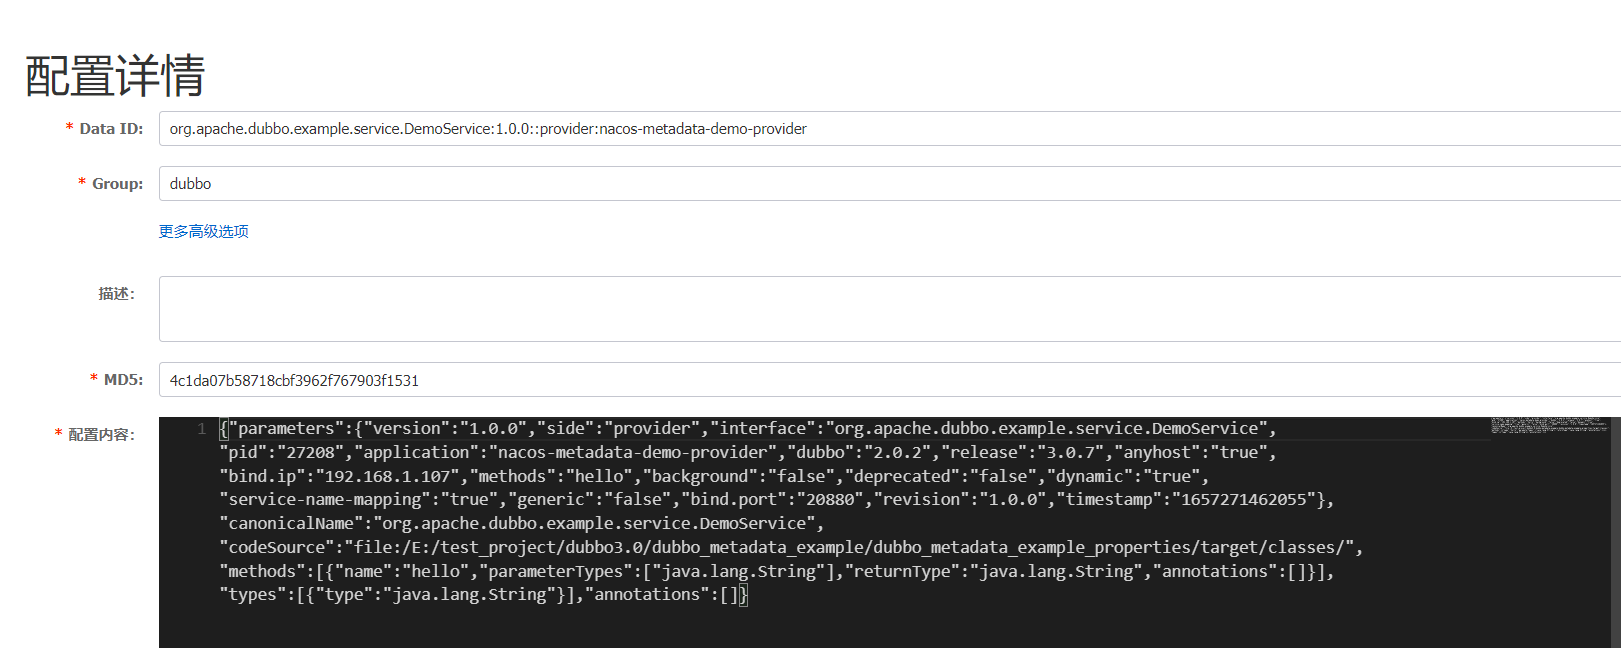 配置详情
* Data ID: org.apache.dubbo.example.service.DemoService:1.0.0::provider:nacos-metadata-demo-provider
* Group: dubbo
更多高级选项
描述:
* MD5: 4c1da07b58718cbf3962f767903f1531
* 配置内容: 1 {"parameters":{"version":"1.0.0","side":"provider","interface":"org.apache.dubbo.example.service.DemoService",
"pid":"27208","application":"nacos-metadata-demo-provider","dubbo":"2.0.2","release":"3.0.7","anyhost":"true",
"bind.ip":"192.168.1.107","methods":"hello","background":"false","deprecated":"false","dynamic":"true",
"service-name-mapping":"true","generic":"false","bind.port":"20880","revision":"1.0.0","timestamp":"1657271462055"},
"canonicalName":"org.apache.dubbo.example.service.DemoService",
"codeSource":"file:/E:/test_project/dubbo3.0/dubbo_metadata_example/dubbo_metadata_example_properties/target/classes/",
"methods":[{"name":"hello","parameterTypes":["java.lang.String"],"returnType":"java.lang.String","annotations":[]}],
"types":[{"type":"java.lang.String"}],"annotations":[]}